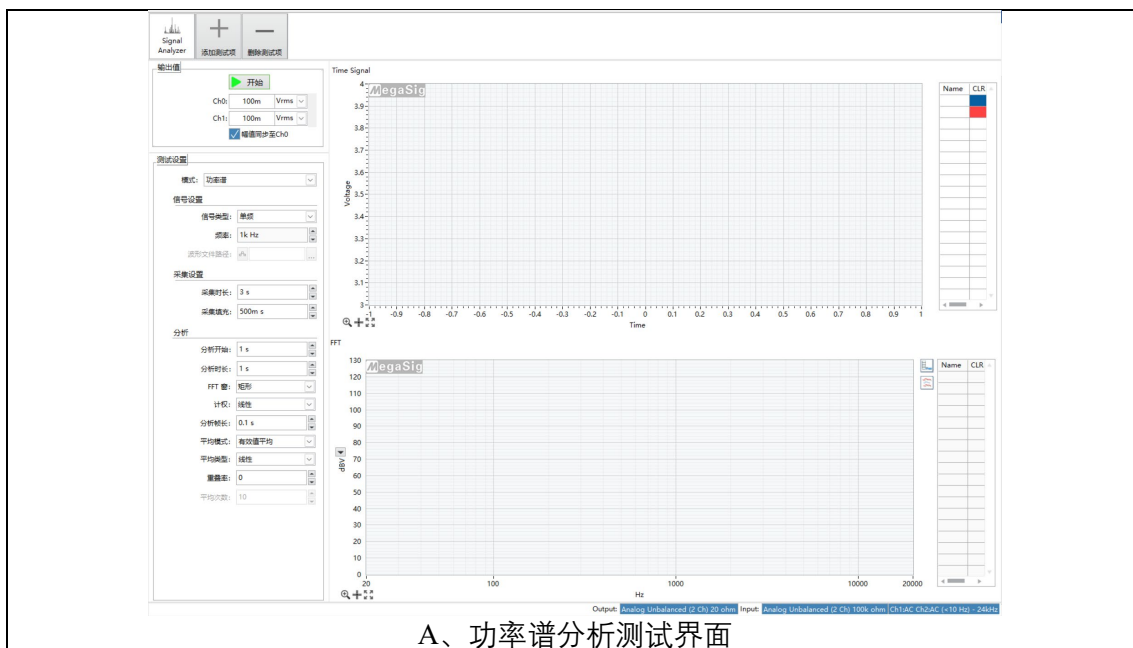 Signal
Analyzer
添加测试项
删除测试项
输出值
开始
Ch0: 100m Vrms
Ch1: 100m Vrms
幅值同步至Ch0
测试设置
模式: 功率谱
信号设置
信号类型: 单频
频率: 1k Hz
波形文件路径: ...
采集设置
采集时长: 3 s
采集填充: 500m s
分析
分析开始: 1 s
分析时长: 1 s
FFT 窗: 矩形
计权: 线性
分析帧长: 0.1 s
平均模式: 有效值平均
平均类型: 线性
重叠率: 0
平均次数: 10
Time Signal
MegaSig
Voltage
4
3.9
3.8
3.7
3.6
3.5
3.4
3.3
3.2
3.1
3
-1 -0.9 -0.8 -0.7 -0.6 -0.5 -0.4 -0.3 -0.2 -0.1 0 0.1 0.2 0.3 0.4 0.5 0.6 0.7 0.8 0.9 1
Time
Name CLR
FFT
MegaSig
dBV
130
120
110
100
90
80
70
60
50
40
30
20
10
0
20 100 1000 10000 20000
Hz
Name CLR
Output: Analog Unbalanced (2 Ch) 20 ohm Input: Analog Unbalanced (2 Ch) 100k ohm Ch1:AC Ch2:AC (<10 Hz) - 24kHz
A、功率谱分析测试界面